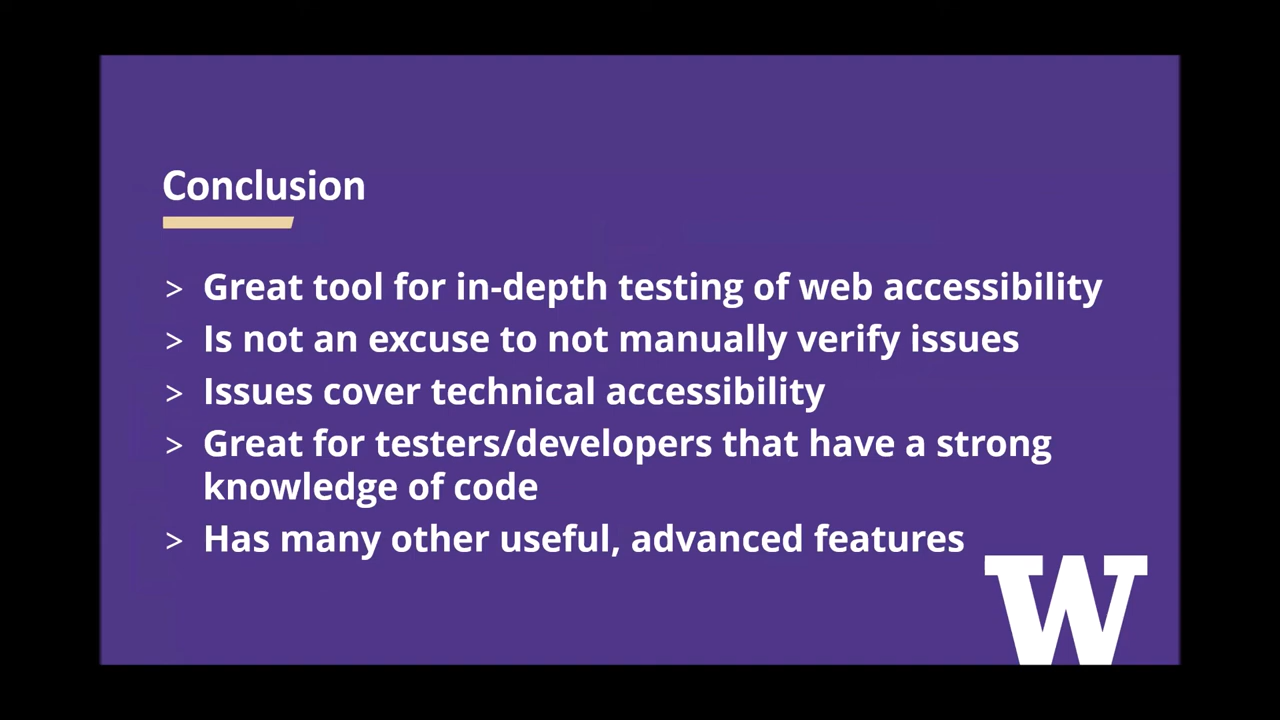 Conclusion
> Great tool for in-depth testing of web accessibility
> Is not an excuse to not manually verify issues
> Issues cover technical accessibility
> Great for testers/developers that have a strong
knowledge of code
> Has many other useful, advanced features
W